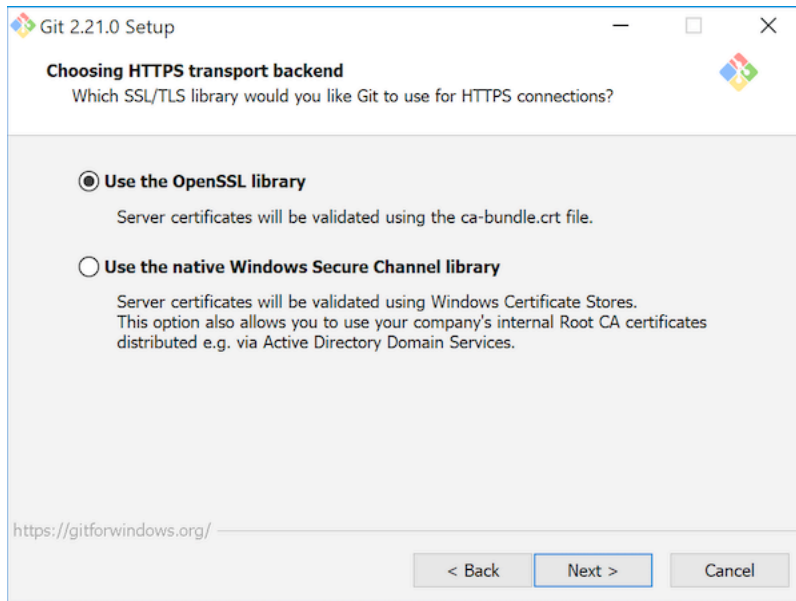 Git 2.21.0 Setup
Choosing HTTPS transport backend
Which SSL/TLS library would you like Git to use for HTTPS connections?
Use the OpenSSL library
Server certificates will be validated using the ca-bundle.crt file.
Use the native Windows Secure Channel library
Server certificates will be validated using Windows Certificate Stores.
This option also allows you to use your company's internal Root CA certificates
distributed e.g. via Active Directory Domain Services.
https://gitforwindows.org/
< Back
Next >
Cancel